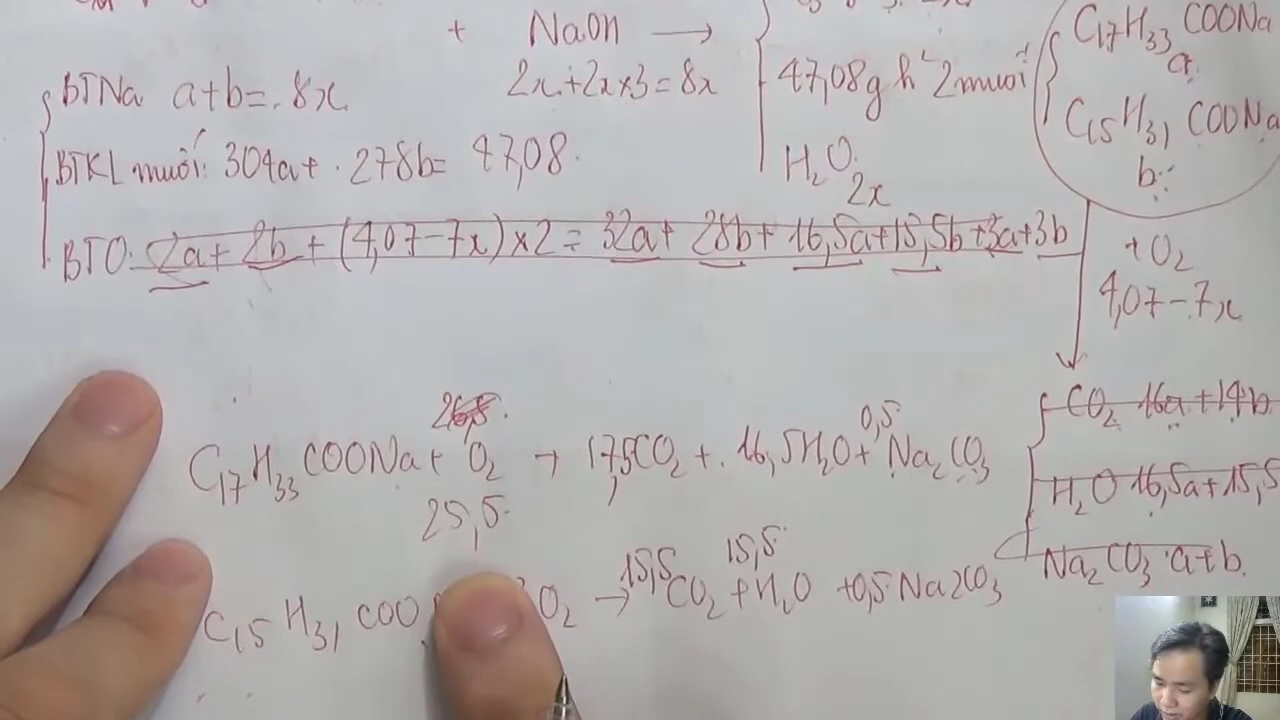 + NaOH →
C17H33COONa
a
BTNa a+b = 8x
2x+2x×3=8x
47,08g h² 2 muối
C15H31COONa
b
BTKL muối: 304a + 278b = 47,08
H2O
2x
BTO: 2a + 2b + (4,07-7x)×2 = 32a + 28b + 16,5a+15,5b+3a+3b
+O2
4,07-7x
CO2 16a+14b
C17H33COONa + O2 → 17,5CO2 + 16,5H2O + 0,5 Na2CO3
25,5
H2O 16,5a+15,5
Na2CO3 a+b
C15H31COO O2 → 15,5 CO2 + 15,5 H2O +0,5 Na2CO3